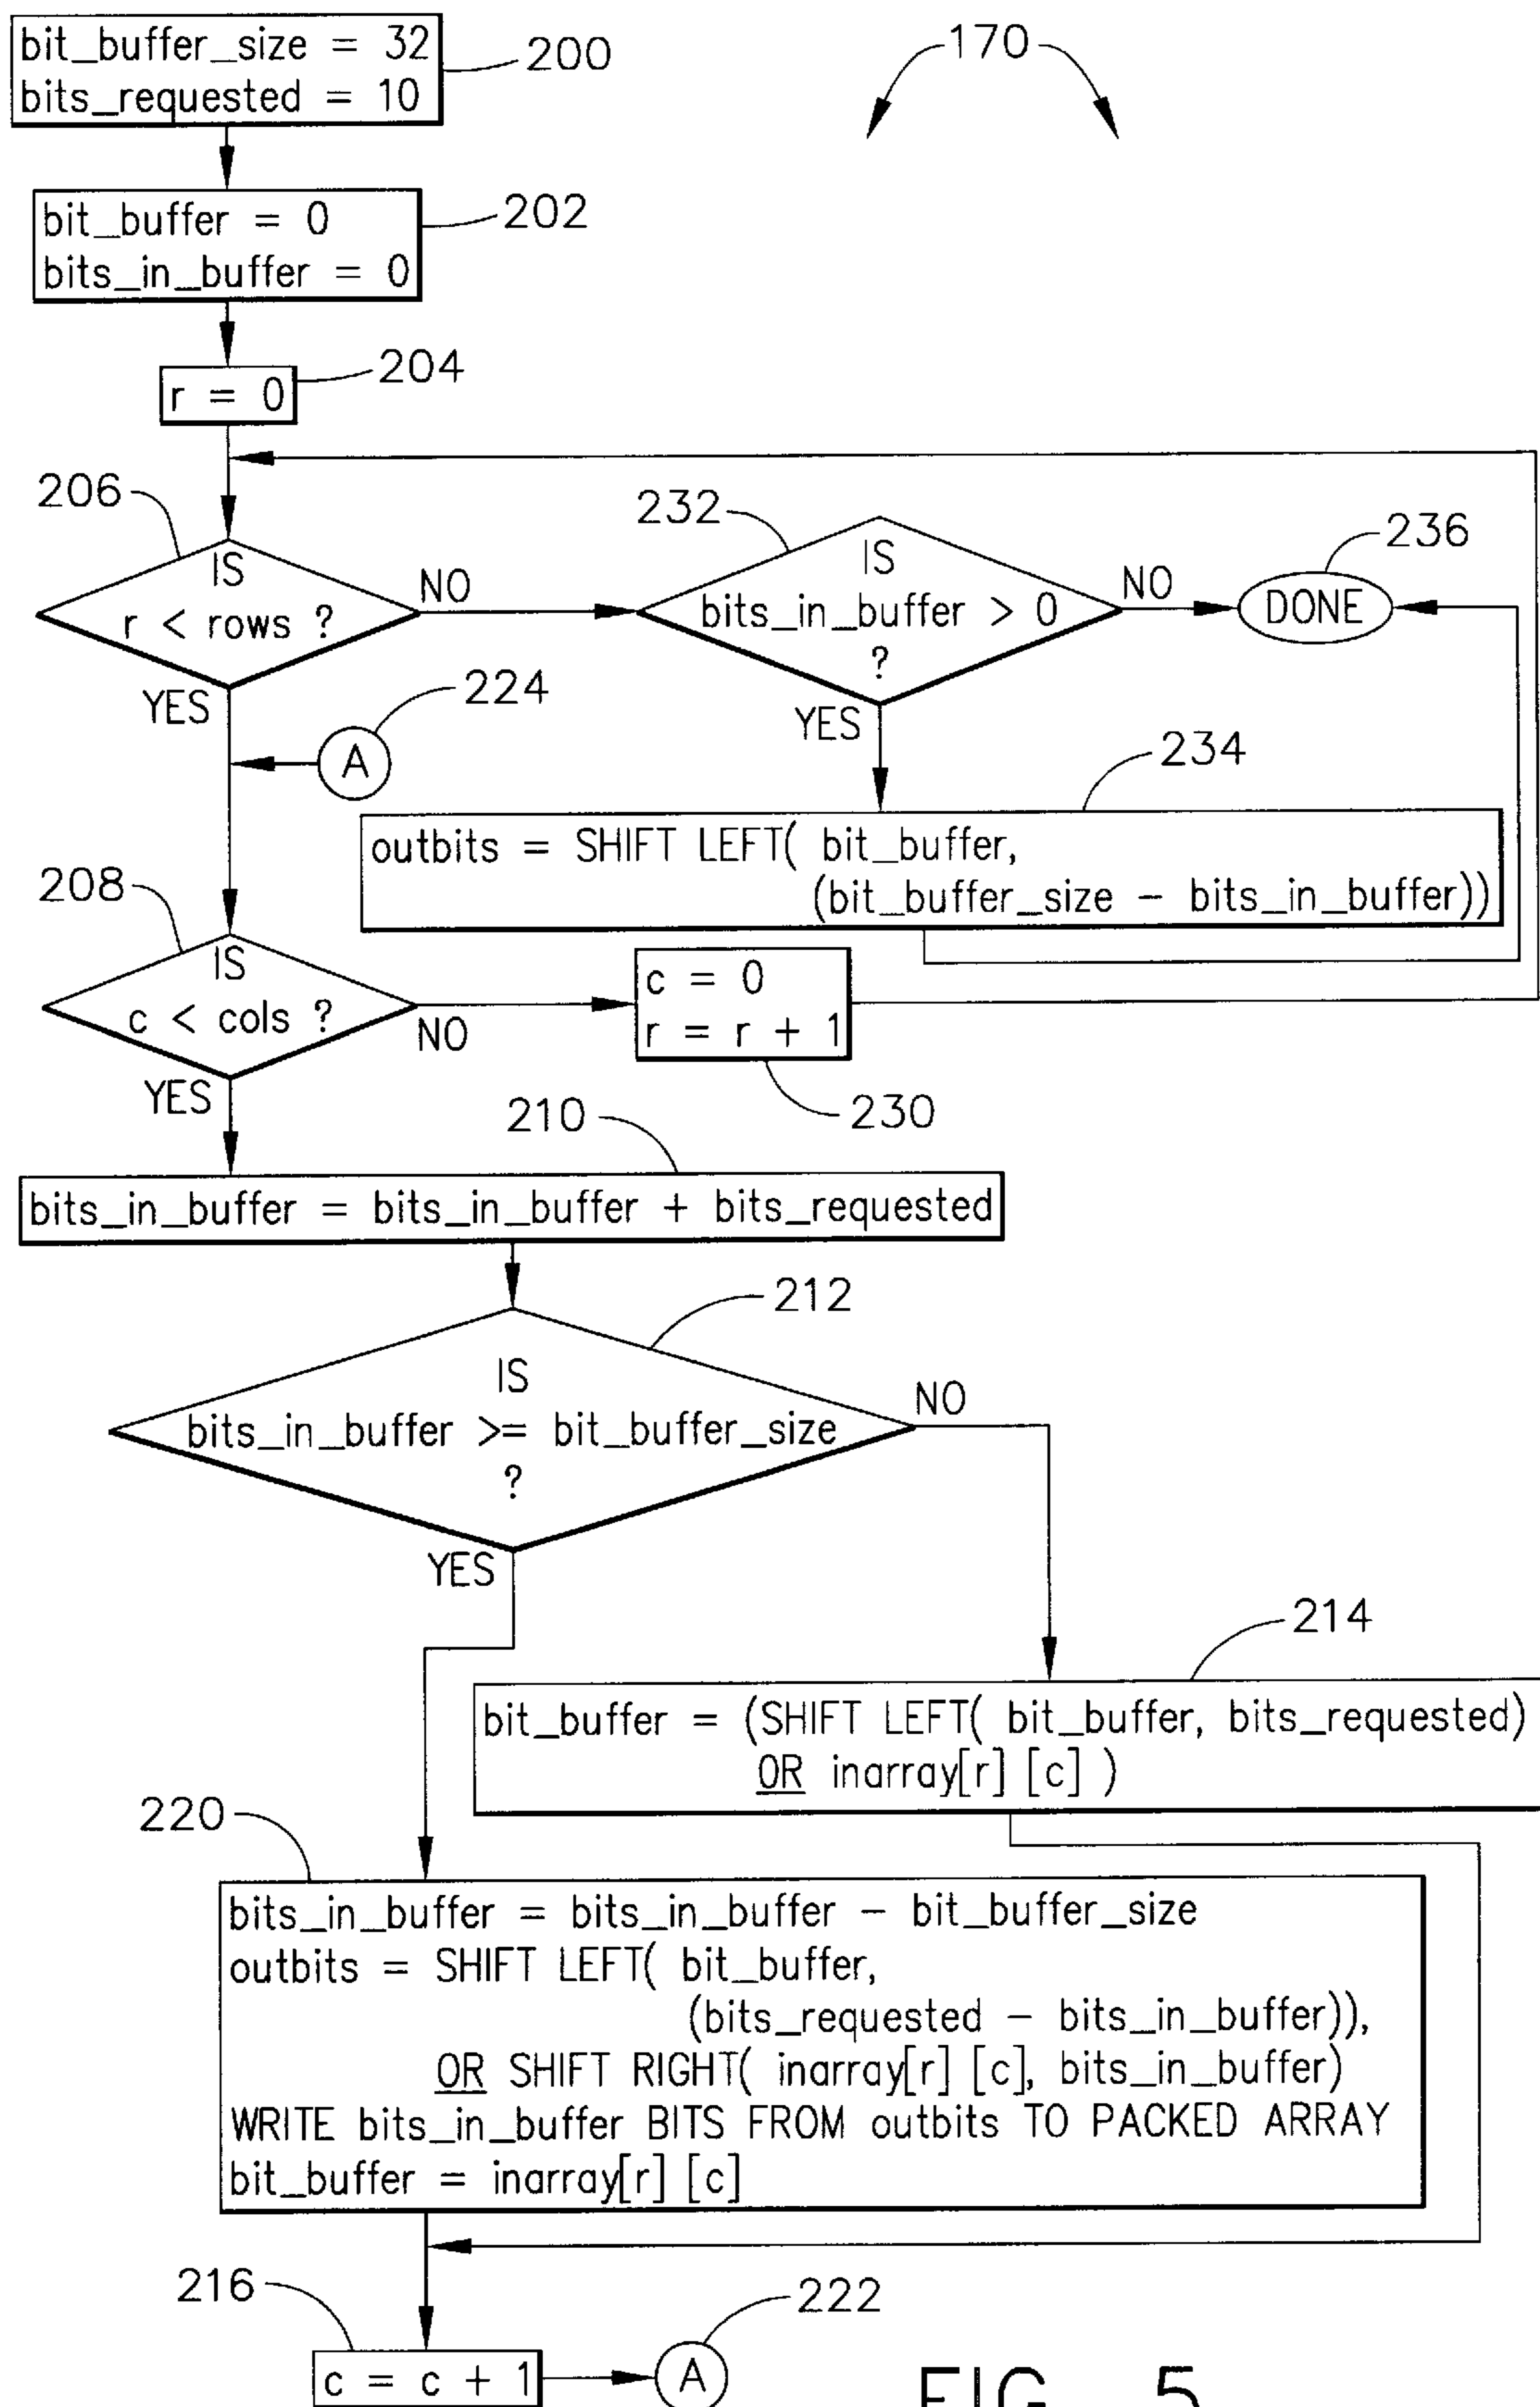 bit_buffer_size = 32
bits_requested = 10
200
170
bit_buffer = 0
bits_in_buffer = 0
202
r = 0
204
206
IS
r < rows ?
NO
YES
232
IS
bits_in_buffer > 0
?
NO
YES
236
DONE
224
A
234
outbits = SHIFT LEFT( bit_buffer,
(bit_buffer_size - bits_in_buffer))
208
IS
c < cols ?
NO
YES
c = 0
r = r + 1
230
210
bits_in_buffer = bits_in_buffer + bits_requested
212
IS
bits_in_buffer >= bit_buffer_size
?
NO
YES
214
bit_buffer = (SHIFT LEFT( bit_buffer, bits_requested)
OR inarray[r] [c] )
220
bits_in_buffer = bits_in_buffer - bit_buffer_size
outbits = SHIFT LEFT( bit_buffer,
(bits_requested - bits_in_buffer)),
OR SHIFT RIGHT( inarray[r] [c], bits_in_buffer)
WRITE bits_in_buffer BITS FROM outbits TO PACKED ARRAY
bit_buffer = inarray[r] [c]
216
c = c + 1
222
A
FIG. 5